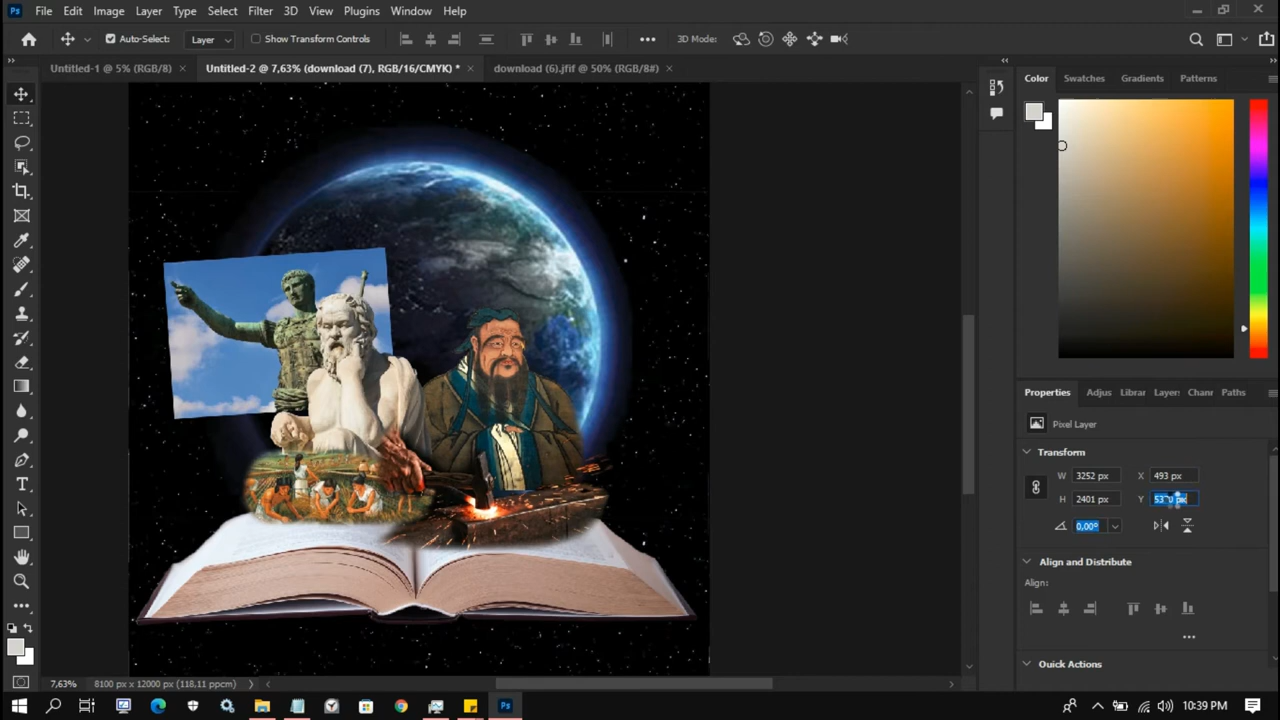 Ps File Edit Image Layer Type Select Filter 3D View Plugins Window Help
Auto-Select: Layer Show Transform Controls 3D Mode:
Untitled-1 @ 5% (RGB/8) Untitled-2 @ 7,63% (download (7), RGB/16/CMYK) * download (6).jfif @ 50% (RGB/8#)
Color Swatches Gradients Patterns
Properties Adjus Librar Layer: Chanr Paths
Pixel Layer
Transform
W 3252 px X 493 px
H 2401 px Y
0,00°
Align and Distribute
Align:
Quick Actions
7,63% 8100 px x 12000 px (118,11 ppcm)
Ps 10:39 PM